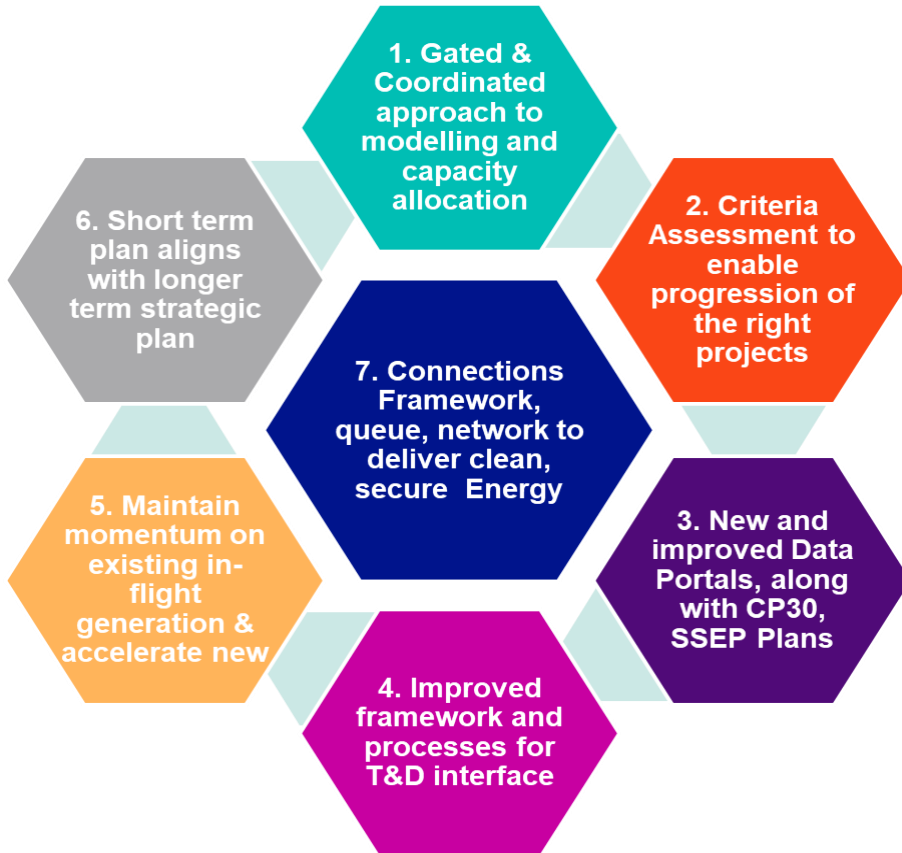 1. Gated &
Coordinated
approach to
modelling and
capacity
allocation
2. Criteria
Assessment to
enable
progression of
the right
projects
3. New and
improved Data
Portals, along
with CP30,
SSEP Plans
4. Improved
framework and
processes for
T&D interface
5. Maintain
momentum on
existing in-
flight
generation &
accelerate new
6. Short term
plan aligns
with longer
term strategic
plan
7. Connections
Framework,
queue, network to
deliver clean,
secure Energy